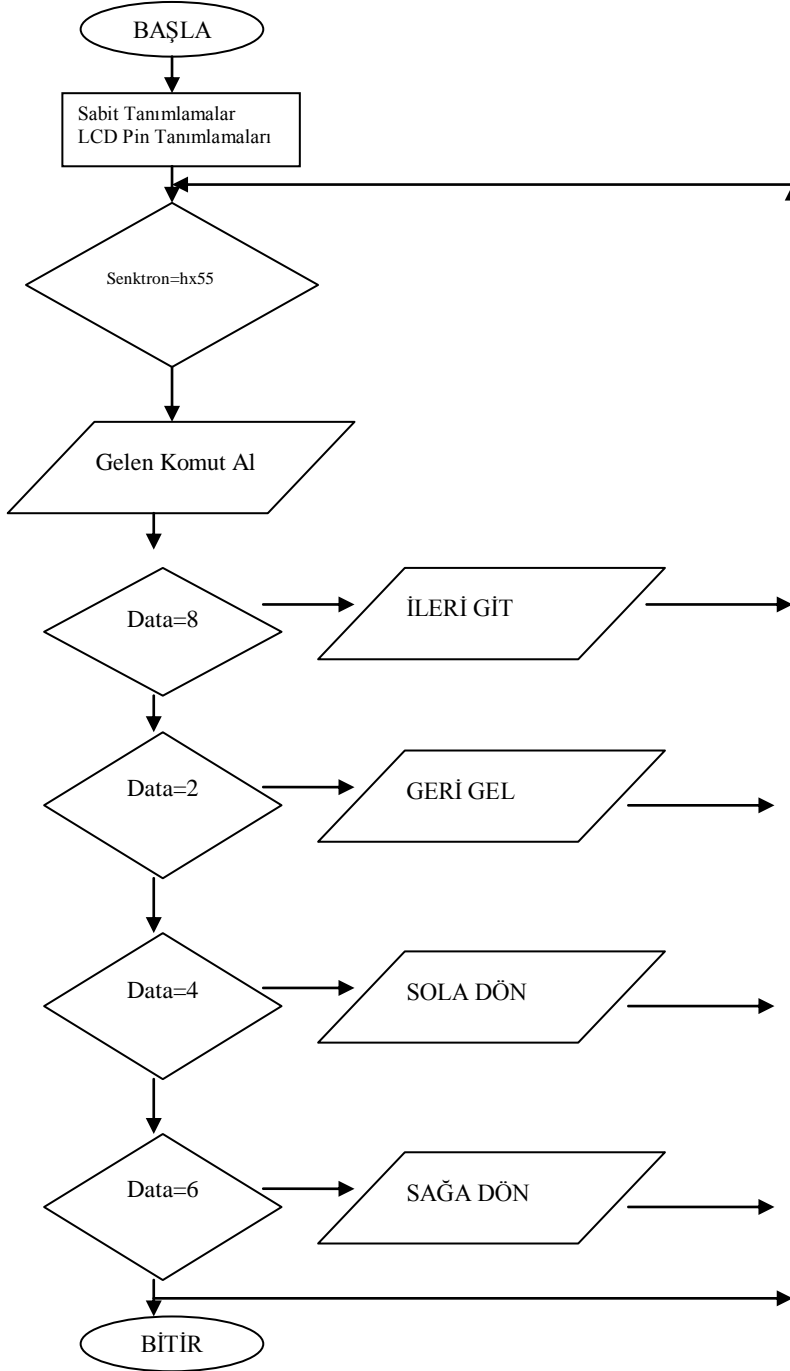 BAŞLA
Sabit Tanımlamalar
LCD Pin Tanımlamaları
Senktron=hx55
Gelen Komut Al
Data=8
İLERİ GİT
Data=2
GERİ GEL
Data=4
SOLA DÖN
Data=6
SAĞA DÖN
BİTİR